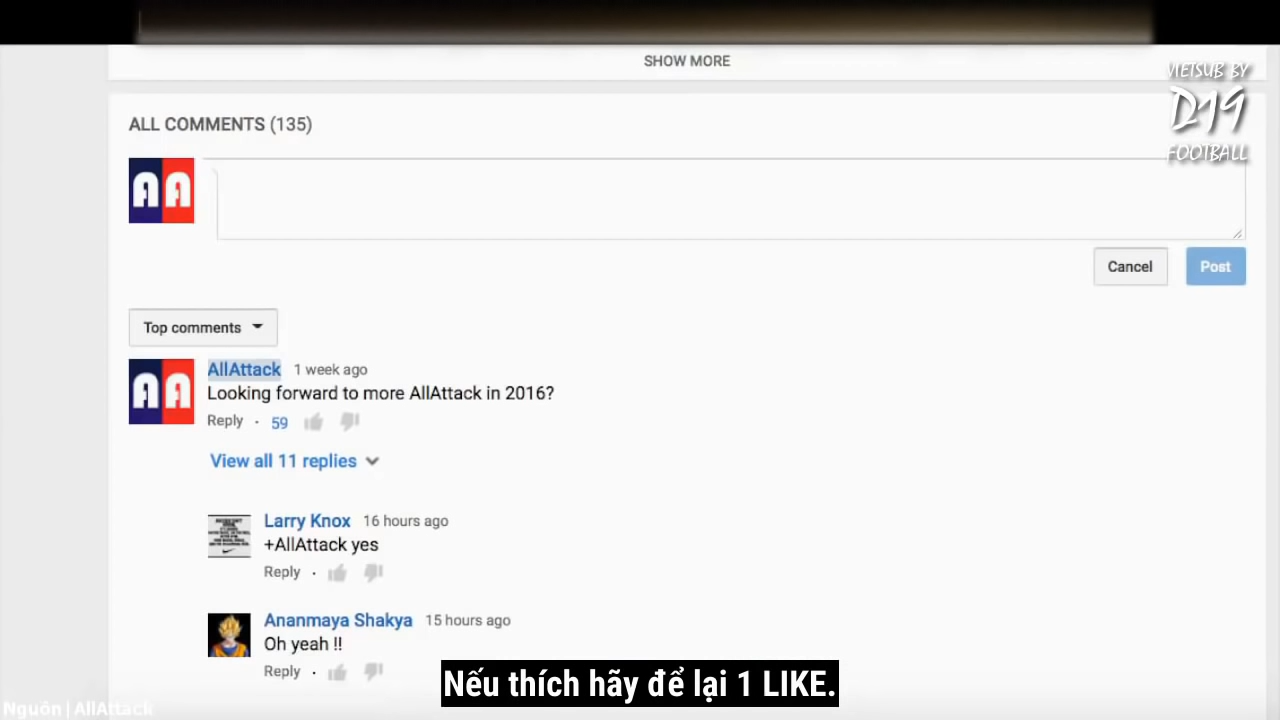 SHOW MORE
VIETSUB BY
D19
FOOTBALL
ALL COMMENTS (135)
AA
Cancel
Post
Top comments
AA
AllAttack 1 week ago
Looking forward to more AllAttack in 2016?
Reply · 59
View all 11 replies
Larry Knox 16 hours ago
+AllAttack yes
Reply ·
Ananmaya Shakya 15 hours ago
Oh yeah !!
Reply ·
Nếu thích hãy để lại 1 LIKE.
Nguồn | AllAttack